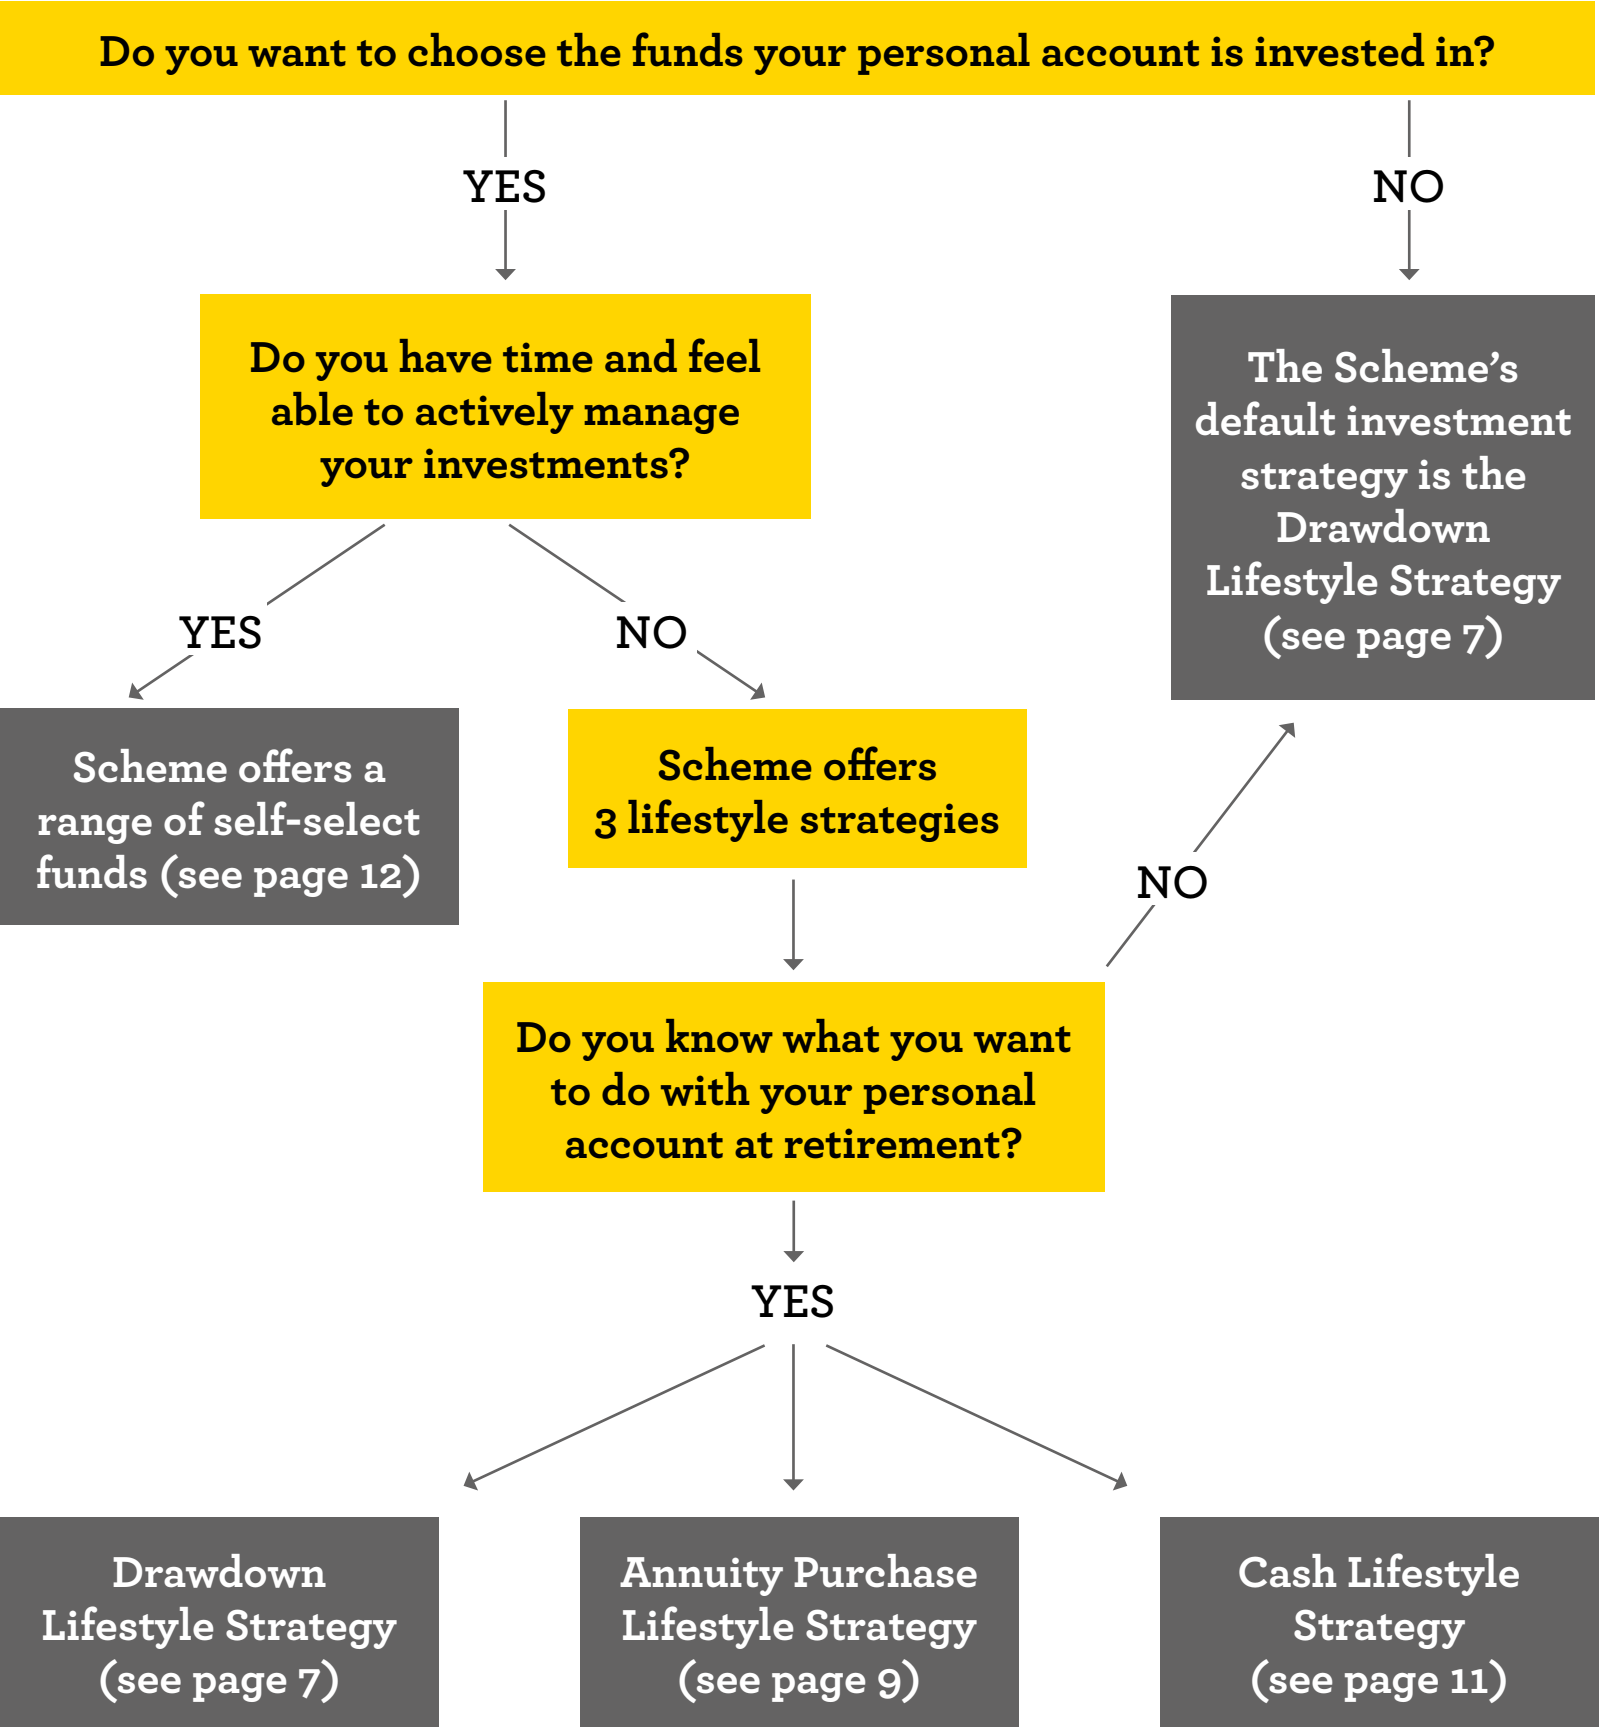 Do you want to choose the funds your personal account is invested in?
YES
NO
Do you have time and feel
able to actively manage
your investments?
The Scheme’s
default investment
strategy is the
Drawdown
Lifestyle Strategy
(see page 7)
YES
NO
Scheme offers a
range of self-select
funds (see page 12)
Scheme offers
3 lifestyle strategies
NO
Do you know what you want
to do with your personal
account at retirement?
YES
Drawdown
Lifestyle Strategy
(see page 7)
Annuity Purchase
Lifestyle Strategy
(see page 9)
Cash Lifestyle
Strategy
(see page 11)